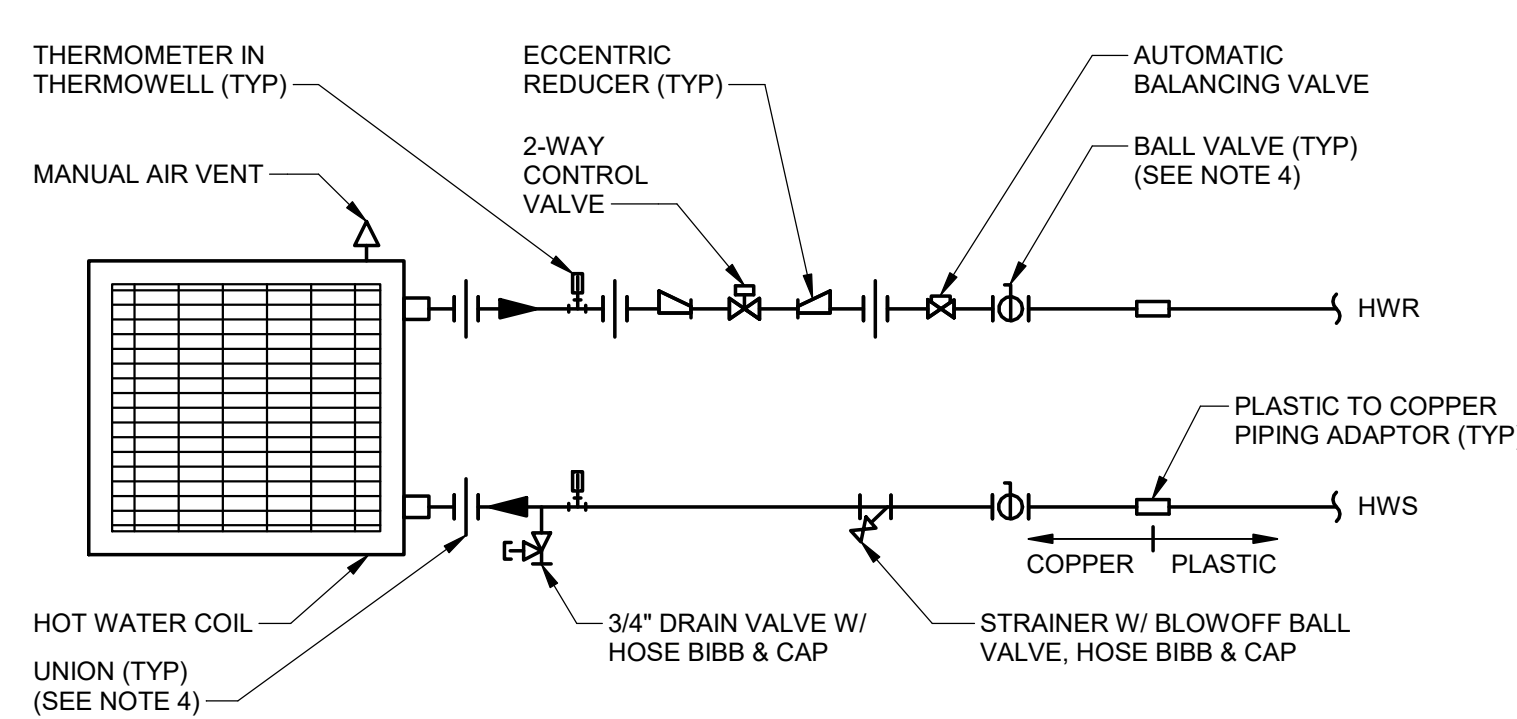 THERMOMETER IN
THERMOWELL (TYP)
ECCENTRIC
REDUCER (TYP)
AUTOMATIC
BALANCING VALVE
MANUAL AIR VENT
2-WAY
CONTROL
VALVE
BALL VALVE (TYP)
(SEE NOTE 4)
HWR
PLASTIC TO COPPER
PIPING ADAPTOR (TYP)
HWS
COPPER
PLASTIC
HOT WATER COIL
3/4" DRAIN VALVE W/
HOSE BIBB & CAP
STRAINER W/ BLOWOFF BALL
VALVE, HOSE BIBB & CAP
UNION (TYP)
(SEE NOTE 4)